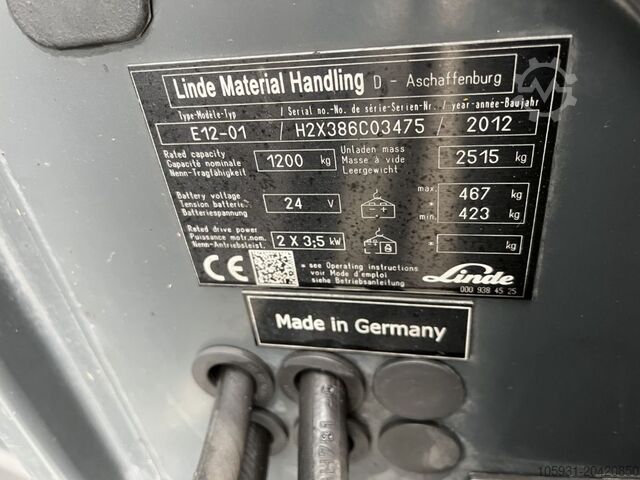 Linde Material Handling D - Aschaffenburg
Type-Modèle-Typ / Serial no.-No. de série-Serien-Nr. / year-année-Baujahr
E12-01 / H2X386C03475 / 2012
Rated capacity
Capacité nominale
Nenn-Tragfähigkeit
1200 kg
Unladen mass
Masse à vide
Leergewicht
2515 kg
Battery voltage
Tension batterie
Batteriespannung
24 V
max. 467 kg
* *
min. 423 kg
Rated drive power
Puissance motr.nom.
Nenn-Antriebsleist.
2 X 3,5 kW
* kg
CE
* see Operating instructions
voir Mode d'emploi
siehe Betriebsanleitung
Linde
000 938 45 25
Made in Germany
105931-20420850